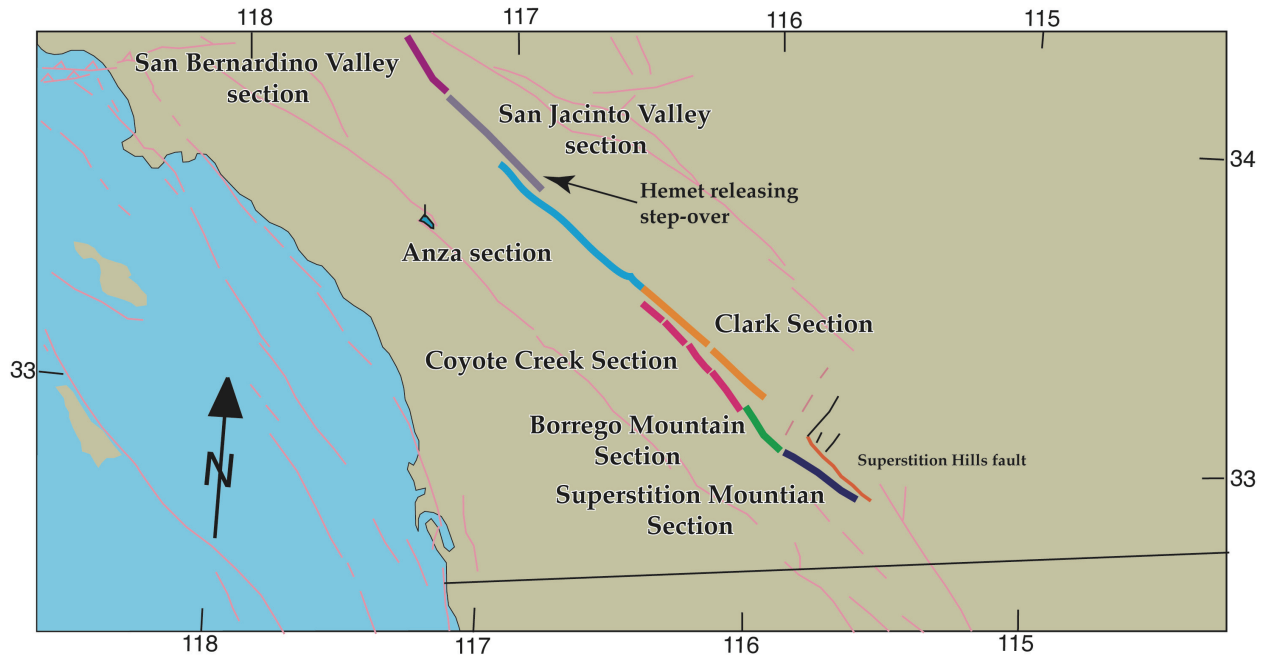 118
117
116
115
San Bernardino Valley
section
San Jacinto Valley
section
34
Hemet releasing
step-over
Anza section
Clark Section
Coyote Creek Section
33
Borrego Mountain
Section
Superstition Hills fault
33
Superstition Mountian
Section
N
118
117
116
115